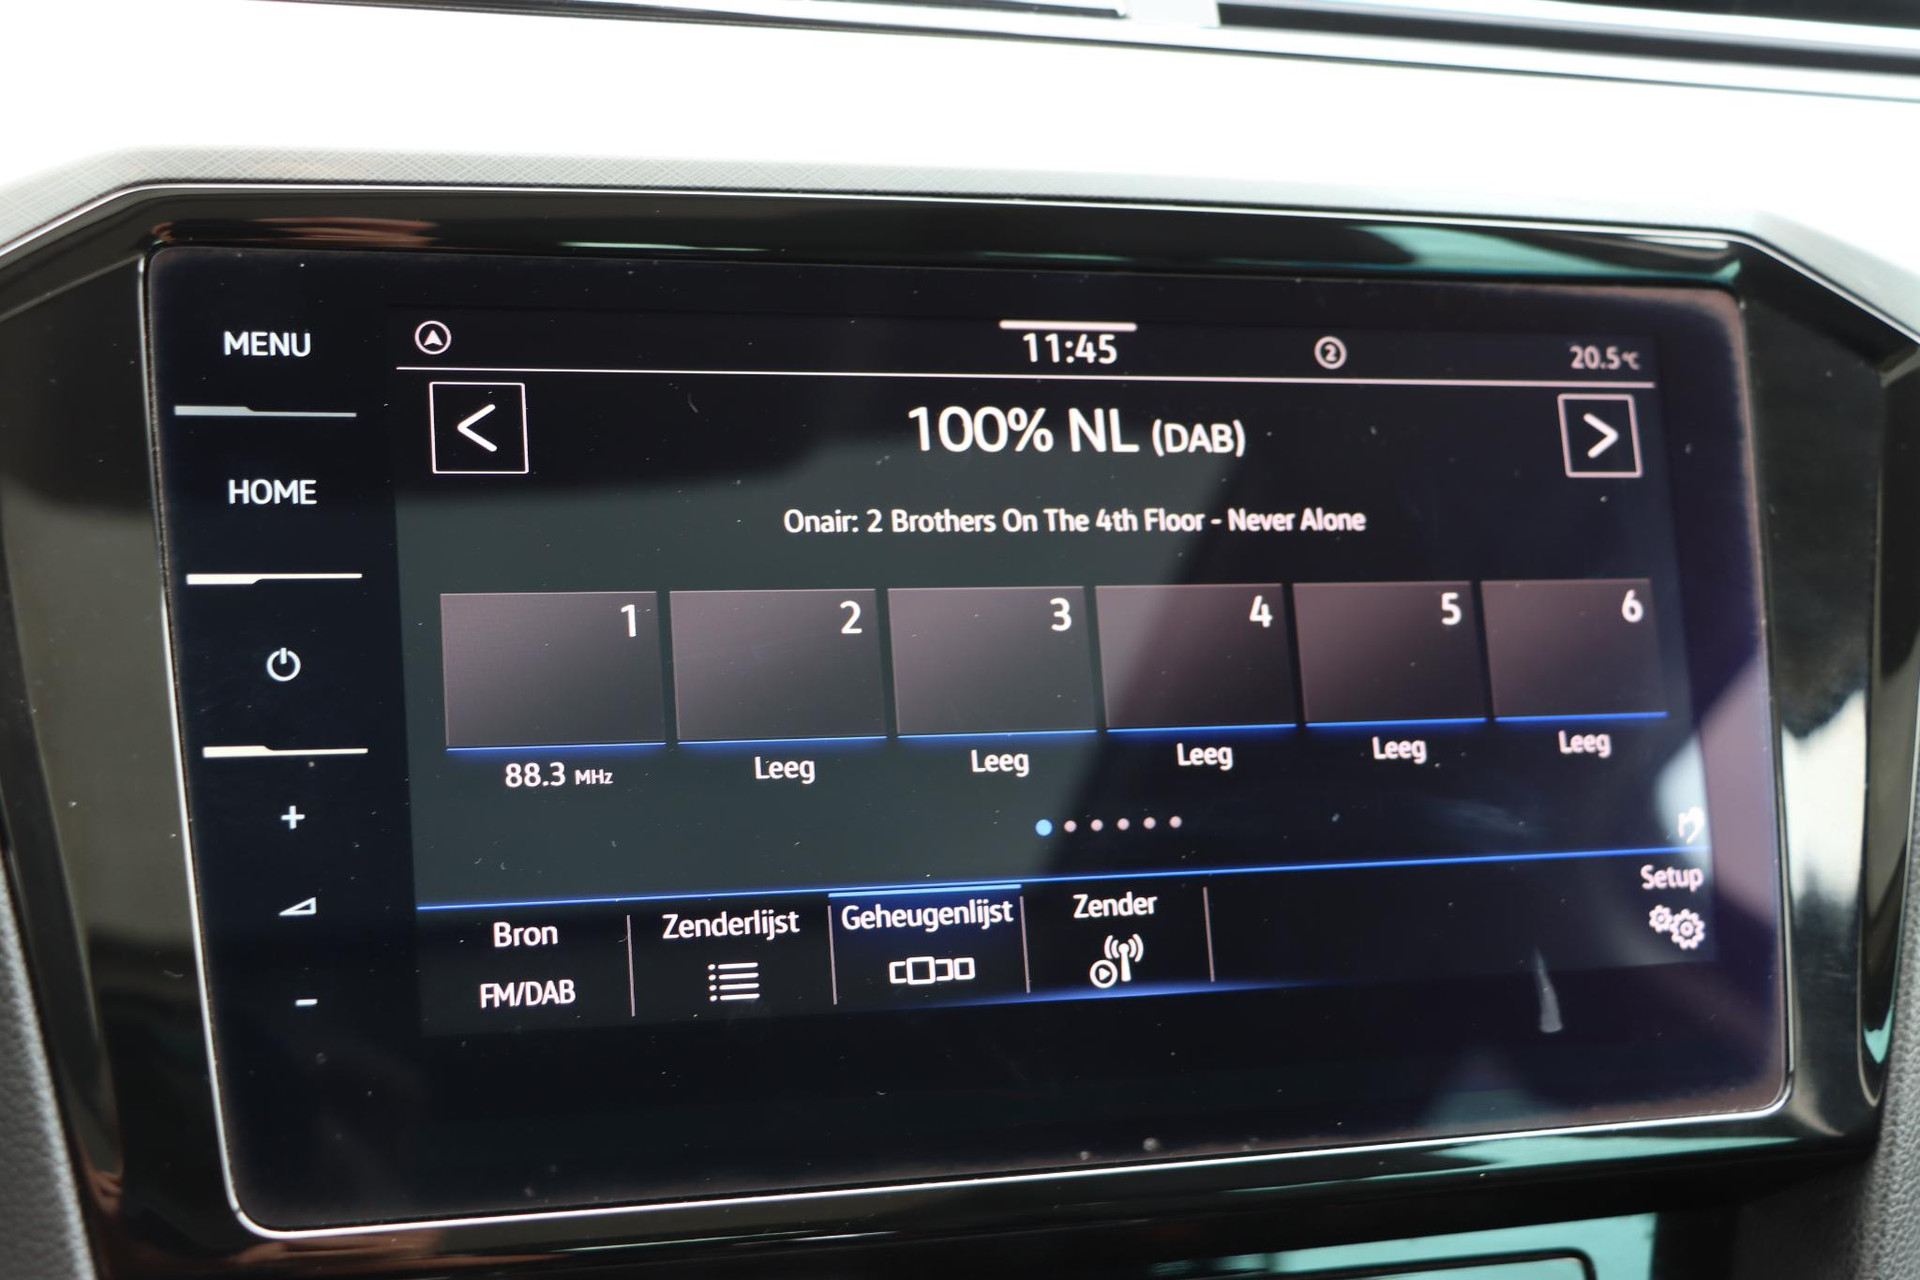 MENU
HOME
11:45
2
20.5°C
100% NL (DAB)
Onair: 2 Brothers On The 4th Floor - Never Alone
1 2 3 4 5 6
88.3 MHz Leeg Leeg Leeg Leeg Leeg
+
-
Bron Zenderlijst Geheugenlijst Zender Setup
FM/DAB